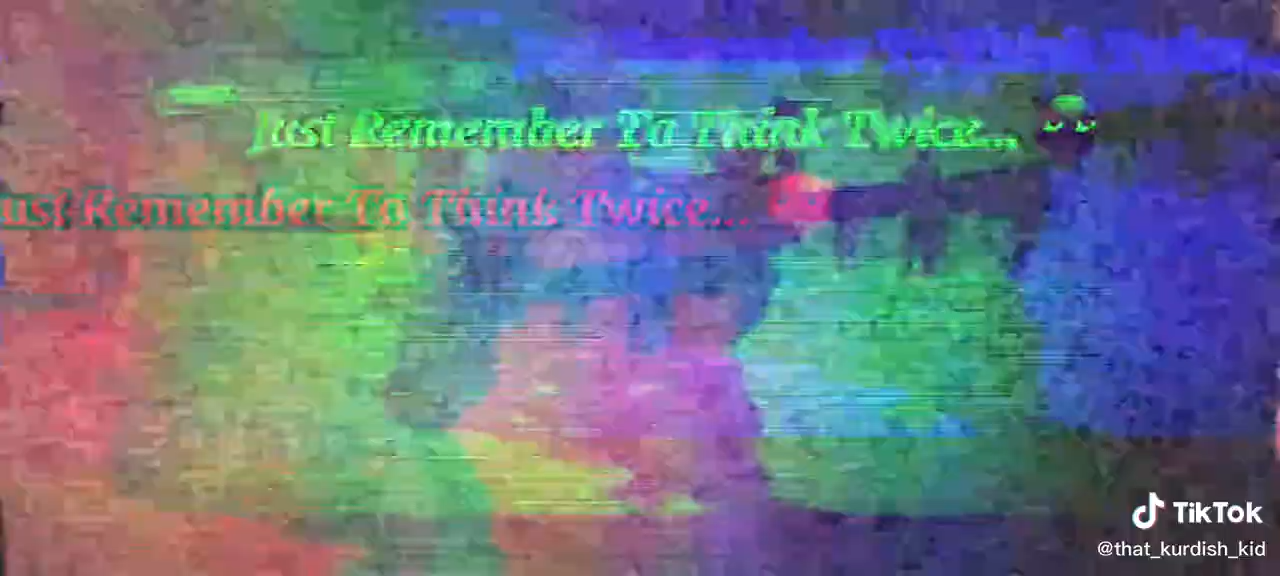 Just Remember To Think Twice...
ust Remember To Think Twice...
TikTok
@that_kurdish_kid